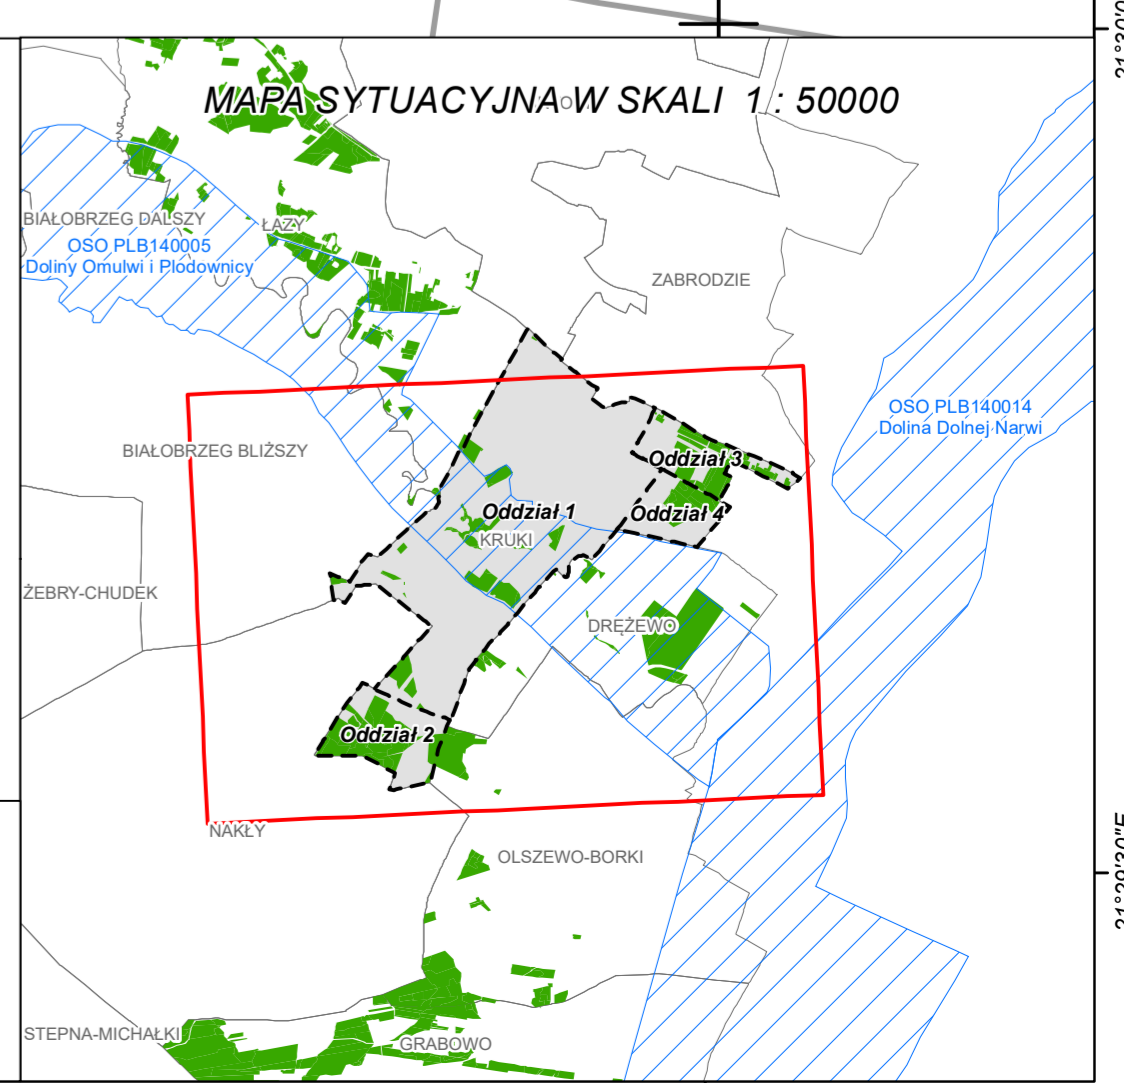 MAPA SYTUACYJNA W SKALI 1 : 50000
BIAŁOBRZEG DALSZY
ŁAZY
OSO PLB140005
Doliny Omulwi i Płodownicy
ZABRODZIE
OSO PLB140014
Dolina Dolnej Narwi
BIAŁOBRZEG BLIŻSZY
Oddział 3
Oddział 1
Oddział 4
KRUKI
ŻEBRY-CHUDEK
DRĘŻEWO
Oddział 2
NAKŁY
OLSZEWO-BORKI
STEPNA-MICHAŁKI
GRABOWO